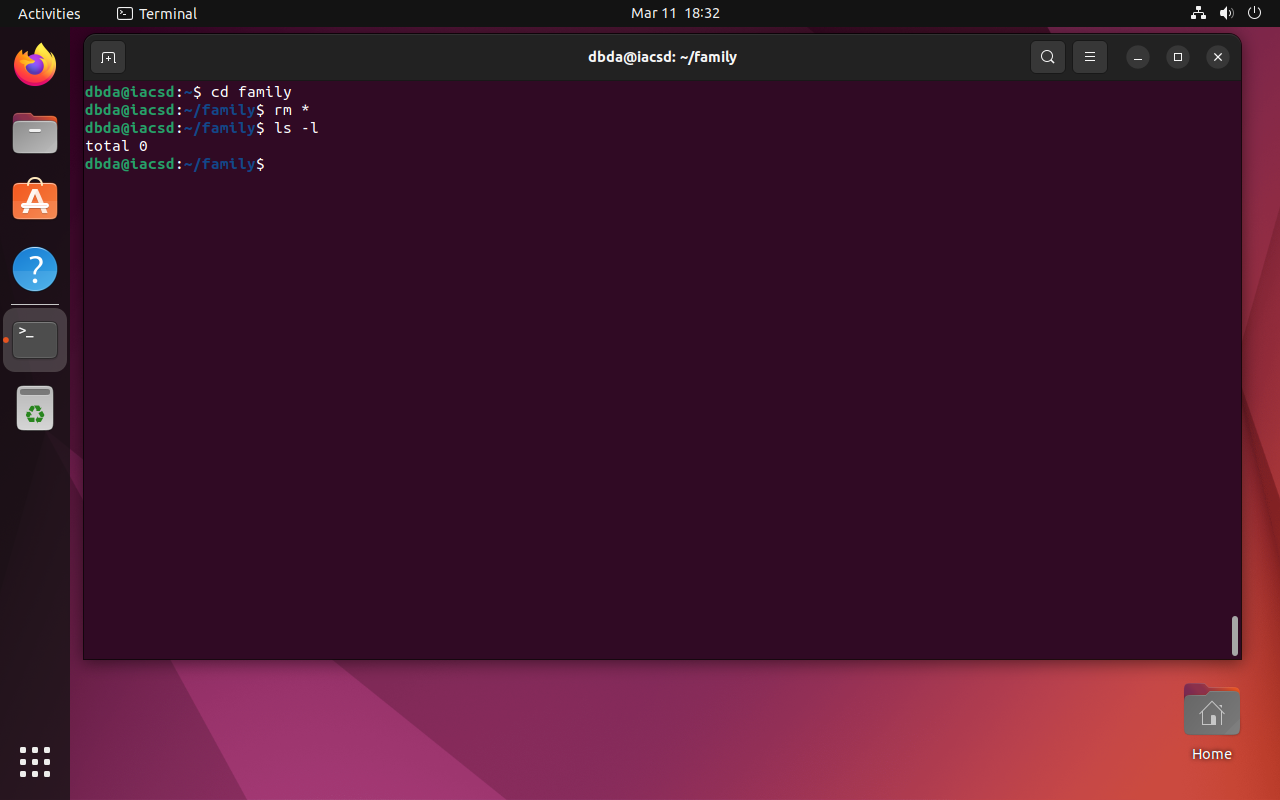 Activities
Terminal
Mar 11 18:32
dbda@iacsd: ~/family
dbda@iacsd:~$ cd family
dbda@iacsd:~/family$ rm *
dbda@iacsd:~/family$ ls -l
total 0
dbda@iacsd:~/family$
Home